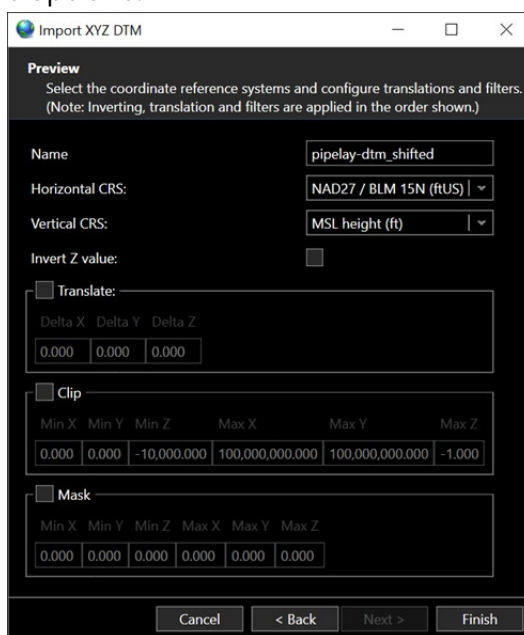 Import XYZ DTM
Preview
Select the coordinate reference systems and configure translations and filters.
(Note: Inverting, translation and filters are applied in the order shown.)
Name pipelay-dtm_shifted
Horizontal CRS: NAD27 / BLM 15N (ftUS)
Vertical CRS: MSL height (ft)
Invert Z value:
Translate:
Delta X Delta Y Delta Z
0.000 0.000 0.000
Clip
Min X Min Y Min Z Max X Max Y Max Z
0.000 0.000 -10,000.000 100,000,000.000 100,000,000.000 -1.000
Mask
Min X Min Y Min Z Max X Max Y Max Z
0.000 0.000 0.000 0.000 0.000 0.000
Cancel < Back Next > Finish